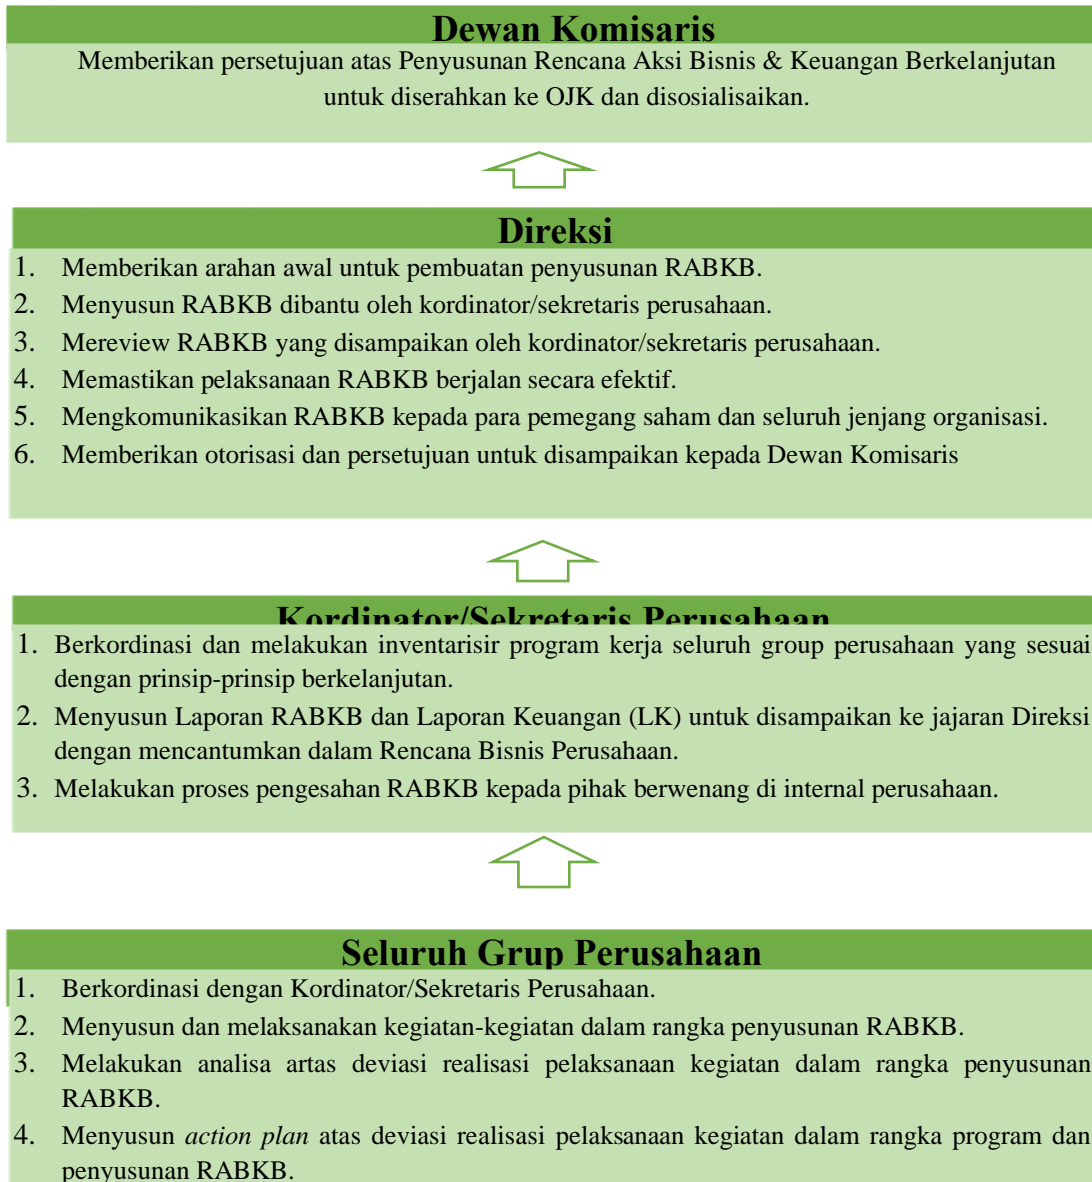 Dewan Komisaris
Memberikan persetujuan atas Penyusunan Rencana Aksi Bisnis & Keuangan Berkelanjutan
untuk diserahkan ke OJK dan disosialisaikan.
Direksi
1. Memberikan arahan awal untuk pembuatan penyusunan RABKB.
2. Menyusun RABKB dibantu oleh kordinator/sekretaris perusahaan.
3. Mereview RABKB yang disampaikan oleh kordinator/sekretaris perusahaan.
4. Memastikan pelaksanaan RABKB berjalan secara efektif.
5. Mengkomunikasikan RABKB kepada para pemegang saham dan seluruh jenjang organisasi.
6. Memberikan otorisasi dan persetujuan untuk disampaikan kepada Dewan Komisaris
Kordinator/Sekretaris Perusahaan
1. Berkordinasi dan melakukan inventarisir program kerja seluruh group perusahaan yang sesuai
dengan prinsip-prinsip berkelanjutan.
2. Menyusun Laporan RABKB dan Laporan Keuangan (LK) untuk disampaikan ke jajaran Direksi
dengan mencantumkan dalam Rencana Bisnis Perusahaan.
3. Melakukan proses pengesahan RABKB kepada pihak berwenang di internal perusahaan.
Seluruh Grup Perusahaan
1. Berkordinasi dengan Kordinator/Sekretaris Perusahaan.
2. Menyusun dan melaksanakan kegiatan-kegiatan dalam rangka penyusunan RABKB.
3. Melakukan analisa artas deviasi realisasi pelaksanaan kegiatan dalam rangka penyusunan
RABKB.
4. Menyusun action plan atas deviasi realisasi pelaksanaan kegiatan dalam rangka program dan
penyusunan RABKB.